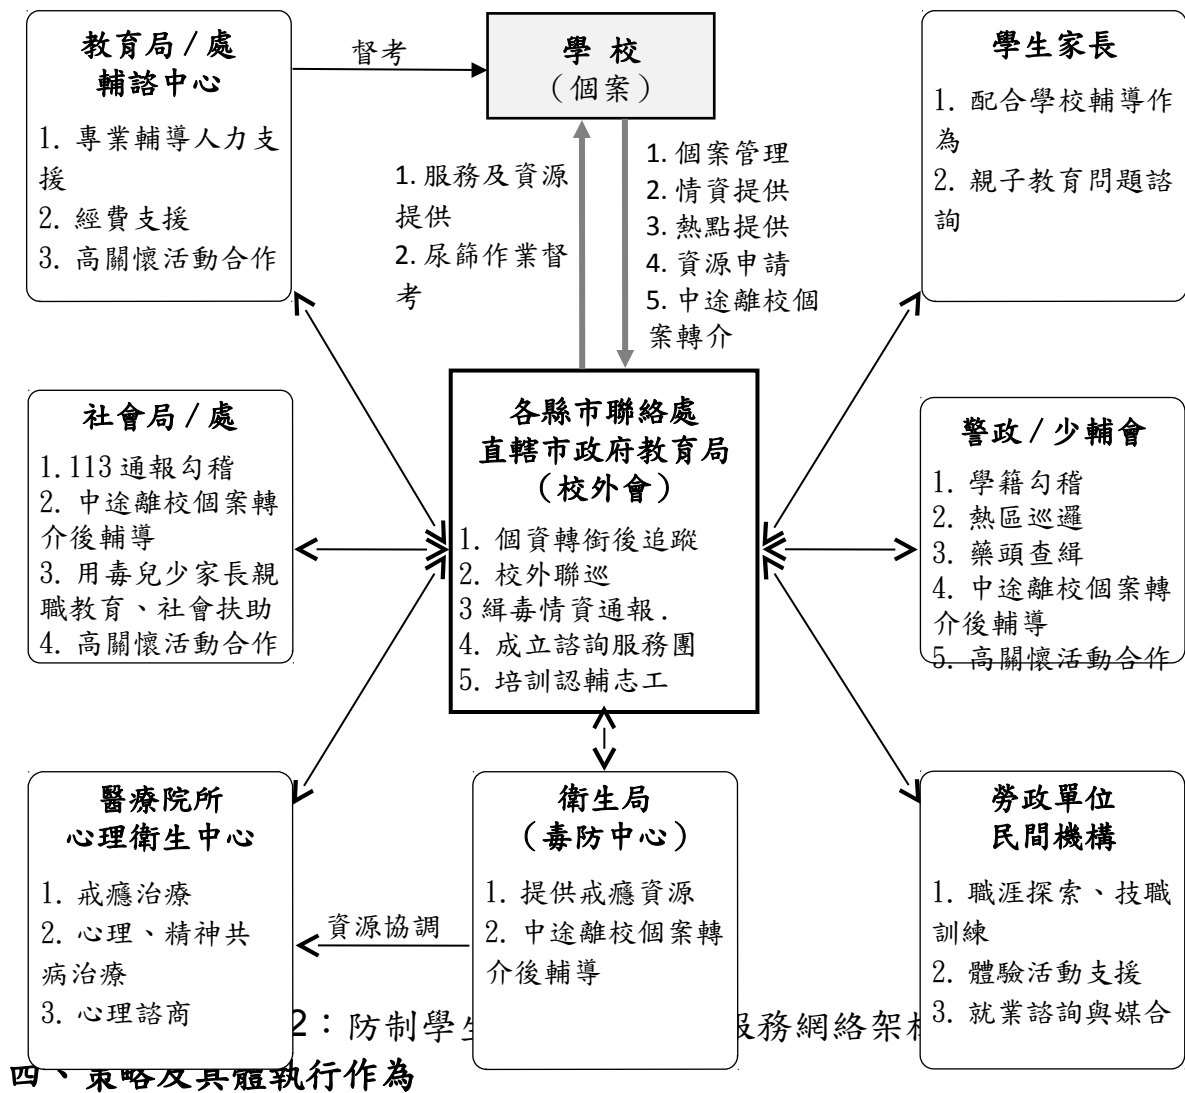 教育局/處
輔諮中心
1. 專業輔導人力支
援
2. 經費支援
3. 高關懷活動合作
督考
學 校
(個案)
學生家長
1. 配合學校輔導作
為
2. 親子教育問題諮
詢
1. 服務及資源
提供
2. 尿篩作業督
考
1. 個案管理
2. 情資提供
3. 熱點提供
4. 資源申請
5. 中途離校個
案轉介
社會局/處
1.113 通報勾稽
2. 中途離校個案轉
介後輔導
3. 用毒兒少家長親
職教育、社會扶助
4. 高關懷活動合作
各縣市聯絡處
直轄市政府教育局
(校外會)
1. 個資轉銜後追蹤
2. 校外聯巡
3 緝毒情資通報.
4. 成立諮詢服務團
5. 培訓認輔志工
警政/少輔會
1. 學籍勾稽
2. 熱區巡邏
3. 藥頭查緝
4. 中途離校個案轉
介後輔導
5. 高關懷活動合作
醫療院所
心理衛生中心
1. 戒癮治療
2. 心理、精神共
病治療
3. 心理諮商
資源協調
衛生局
(毒防中心)
1. 提供戒癮資源
2. 中途離校個案轉
介後輔導
勞政單位
民間機構
1. 職涯探索、技職
訓練
2. 體驗活動支援
3. 就業諮詢與媒合
2：防制學 服務網絡架
四、策略及具體執行作為